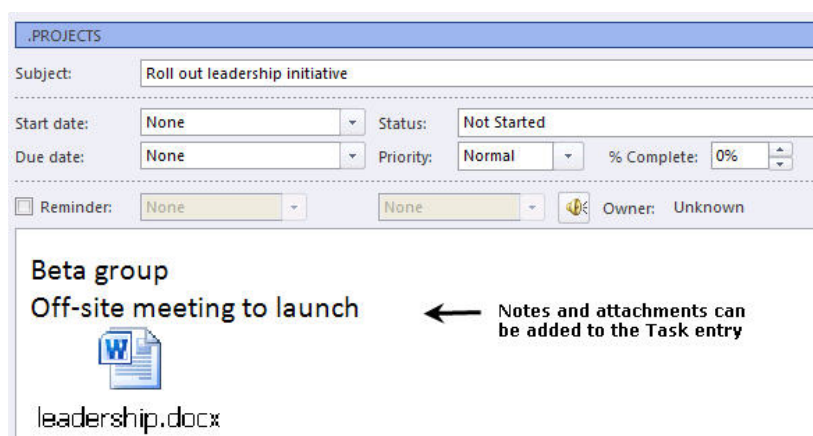 .PROJECTS
Subject: Roll out leadership initiative
Start date: None Status: Not Started
Due date: None Priority: Normal % Complete: 0%
Reminder: None None Owner: Unknown
Beta group
Off-site meeting to launch
Notes and attachments can
be added to the Task entry
W
leadership.docx